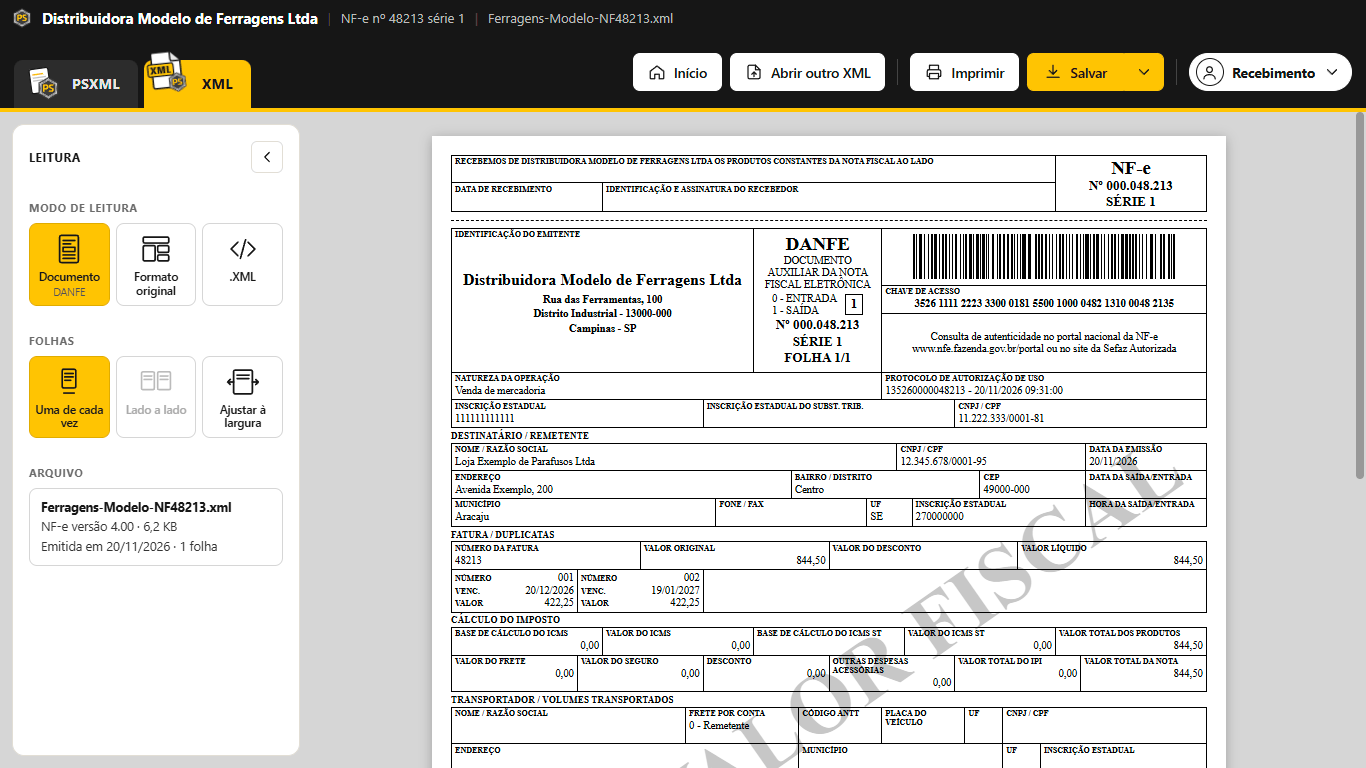 Distribuidora Modelo de Ferragens Ltda | NF-e nº 48213 série 1 | Ferragens-Modelo-NF48213.xml
PSXML
XML
Início
Abrir outro XML
Imprimir
Salvar
Recebimento
LEITURA
MODO DE LEITURA
Documento
DANFE
Formato original
.XML
FOLHAS
Uma de cada vez
Lado a lado
Ajustar à largura
ARQUIVO
Ferragens-Modelo-NF48213.xml
NF-e versão 4.00 · 6,2 KB
Emitida em 20/11/2026 · 1 folha
RECEBEMOS DE DISTRIBUIDORA MODELO DE FERRAGENS LTDA OS PRODUTOS CONSTANTES DA NOTA FISCAL AO LADO
DATA DE RECEBIMENTO
IDENTIFICAÇÃO E ASSINATURA DO RECEBEDOR
NF-e
Nº 000.048.213
SÉRIE 1
IDENTIFICAÇÃO DO EMITENTE
Distribuidora Modelo de Ferragens Ltda
Rua das Ferramentas, 100
Distrito Industrial - 13000-000
Campinas - SP
DANFE
DOCUMENTO
AUXILIAR DA NOTA
FISCAL ELETRÔNICA
0 - ENTRADA
1 - SAÍDA
1
Nº 000.048.213
SÉRIE 1
FOLHA 1/1
CHAVE DE ACESSO
3526 1111 2223 3300 0181 5500 1000 0482 1310 0048 2135
Consulta de autenticidade no portal nacional da NF-e
www.nfe.fazenda.gov.br/portal ou no site da Sefaz Autorizada
NATUREZA DA OPERAÇÃO
Venda de mercadoria
PROTOCOLO DE AUTORIZAÇÃO DE USO
135260000048213 - 20/11/2026 09:31:00
INSCRIÇÃO ESTADUAL
111111111111
INSCRIÇÃO ESTADUAL DO SUBST. TRIB.
CNPJ / CPF
11.222.333/0001-81
DESTINATÁRIO / REMETENTE
NOME / RAZÃO SOCIAL
Loja Exemplo de Parafusos Ltda
CNPJ / CPF
12.345.678/0001-95
DATA DA EMISSÃO
20/11/2026
ENDEREÇO
Avenida Exemplo, 200
BAIRRO / DISTRITO
Centro
CEP
49000-000
DATA DA SAÍDA/ENTRADA
MUNICÍPIO
Aracaju
FONE / FAX
UF
SE
INSCRIÇÃO ESTADUAL
270000000
HORA DA SAÍDA/ENTRADA
FATURA / DUPLICATAS
NÚMERO DA FATURA
48213
VALOR ORIGINAL
844,50
VALOR DO DESCONTO
VALOR LÍQUIDO
844,50
NÚMERO 001
VENC. 20/12/2026
VALOR 422,25
NÚMERO 002
VENC. 19/01/2027
VALOR 422,25
CÁLCULO DO IMPOSTO
BASE DE CÁLCULO DO ICMS
0,00
VALOR DO ICMS
0,00
BASE DE CÁLCULO DO ICMS ST
VALOR DO ICMS ST
0,00
VALOR TOTAL DOS PRODUTOS
844,50
VALOR DO FRETE
0,00
VALOR DO SEGURO
0,00
DESCONTO
0,00
OUTRAS DESPESAS ACESSÓRIAS
0,00
VALOR TOTAL DO IPI
0,00
VALOR TOTAL DA NOTA
844,50
TRANSPORTADOR / VOLUMES TRANSPORTADOS
NOME / RAZÃO SOCIAL
FRETE POR CONTA
0 - Remetente
CÓDIGO ANTT
PLACA DO VEÍCULO
UF
CNPJ / CPF
ENDEREÇO
MUNICÍPIO
UF
INSCRIÇÃO ESTADUAL
VALOR FISCAL